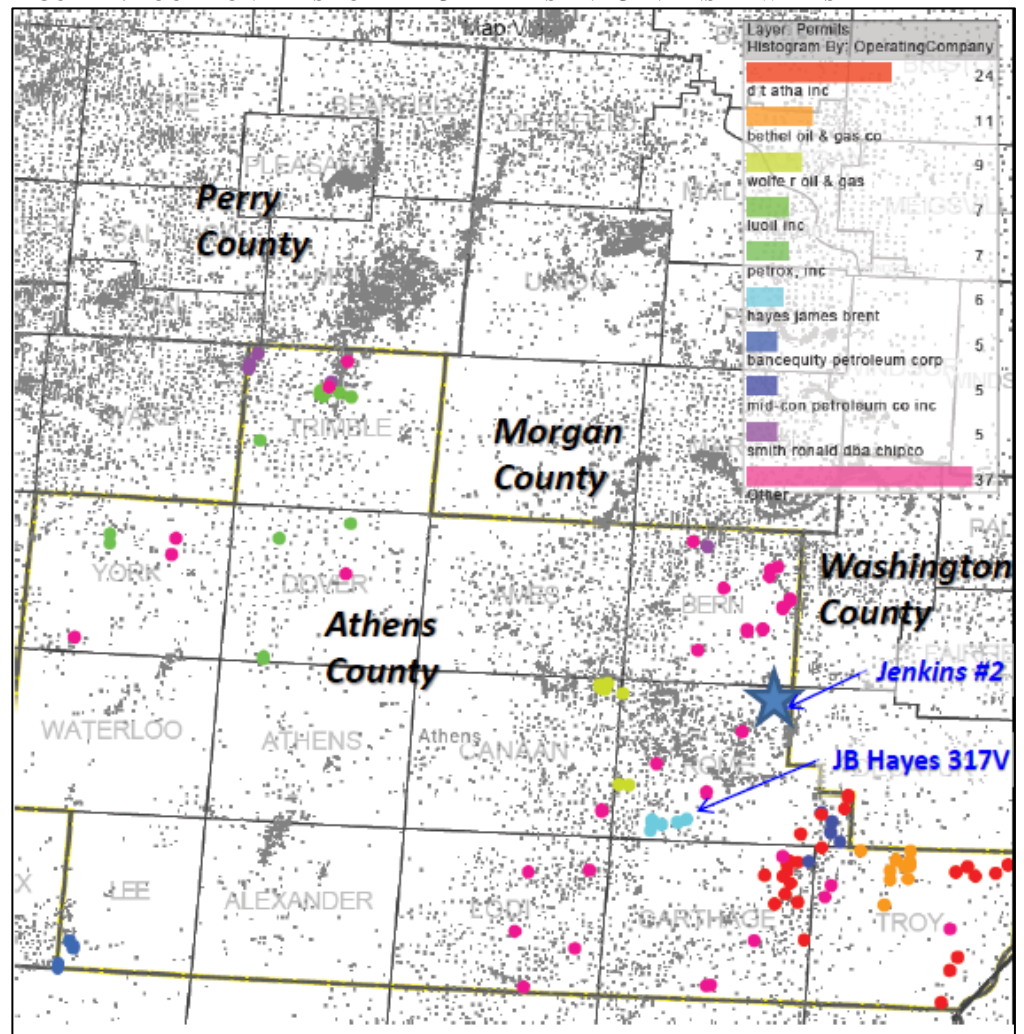 Layer: Permits
Histogram By: OperatingCompany
24
d t atha inc
11
bethel oil & gas co
9
wolfe r oil & gas
7
luoil inc
7
petrox, inc
6
hayes james brent
5
bancequity petroleum corp
5
mid-con petroleum co inc
5
smith ronald dba chipco
37
Other
BEARFIELD
PLEASANT
Perry
County
UNION
WARD
TRIMBLE
Morgan
County
WINDSOR
YORK
DOVER
AMES
BERN
Washington
County
Athens
County
Jenkins #2
WATERLOO
ATHENS
Athens
CANAAN
ROME
JB Hayes 317V
LEE
ALEXANDER
LODI
CARTHAGE
TROY